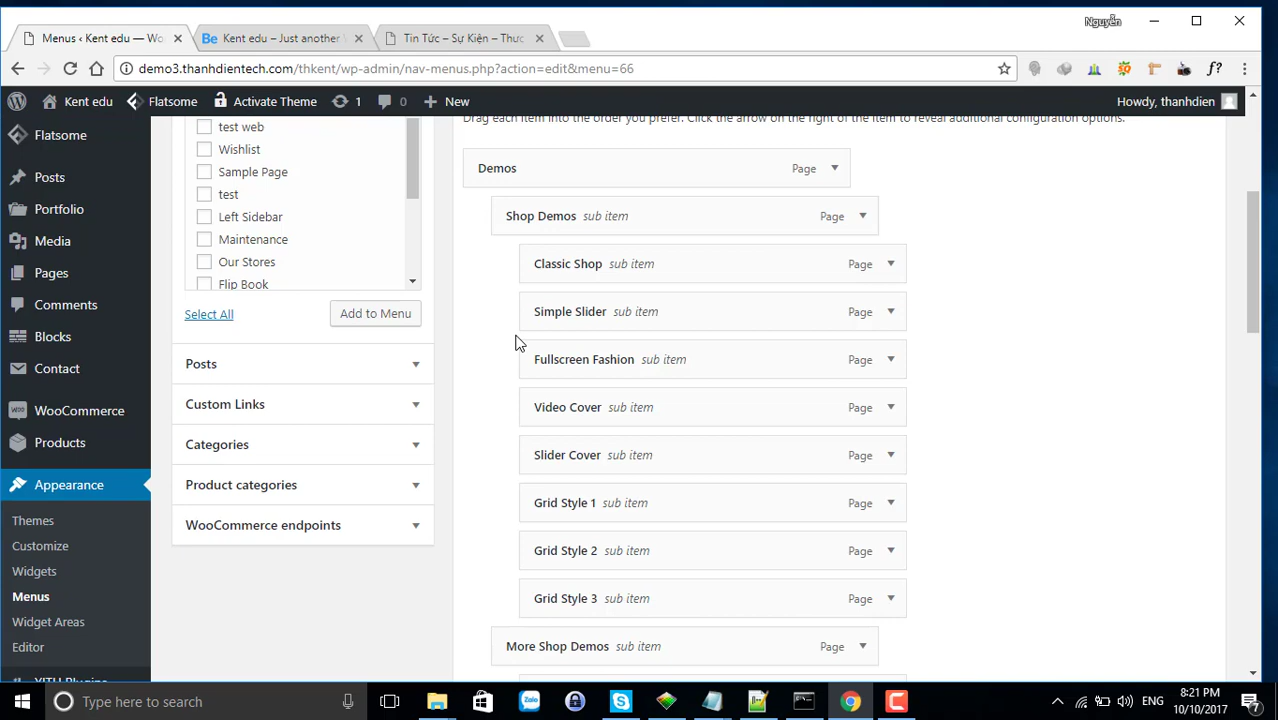 Nguyễn
Menus ‹ Kent edu — Wo
Kent edu – Just another
Tin Tức – Sự Kiện – Thư
demo3.thanhdientech.com/thkent/wp-admin/nav-menus.php?action=edit&menu=66
Kent edu
Flatsome
Activate Theme
1
0
New
Howdy, thanhdien
Drag each item into the order you prefer. Click the arrow on the right of the item to reveal additional configuration options.
Flatsome
Posts
Portfolio
Media
Pages
Comments
Blocks
Contact
WooCommerce
Products
Appearance
Themes
Customize
Widgets
Menus
Widget Areas
Editor
YITH Plugins
test web
Wishlist
Sample Page
test
Left Sidebar
Maintenance
Our Stores
Flip Book
Select All
Add to Menu
Posts
Custom Links
Categories
Product categories
WooCommerce endpoints
Demos Page
Shop Demos sub item Page
Classic Shop sub item Page
Simple Slider sub item Page
Fullscreen Fashion sub item Page
Video Cover sub item Page
Slider Cover sub item Page
Grid Style 1 sub item Page
Grid Style 2 sub item Page
Grid Style 3 sub item Page
More Shop Demos sub item Page
Type here to search
ENG
8:21 PM
10/10/2017
7